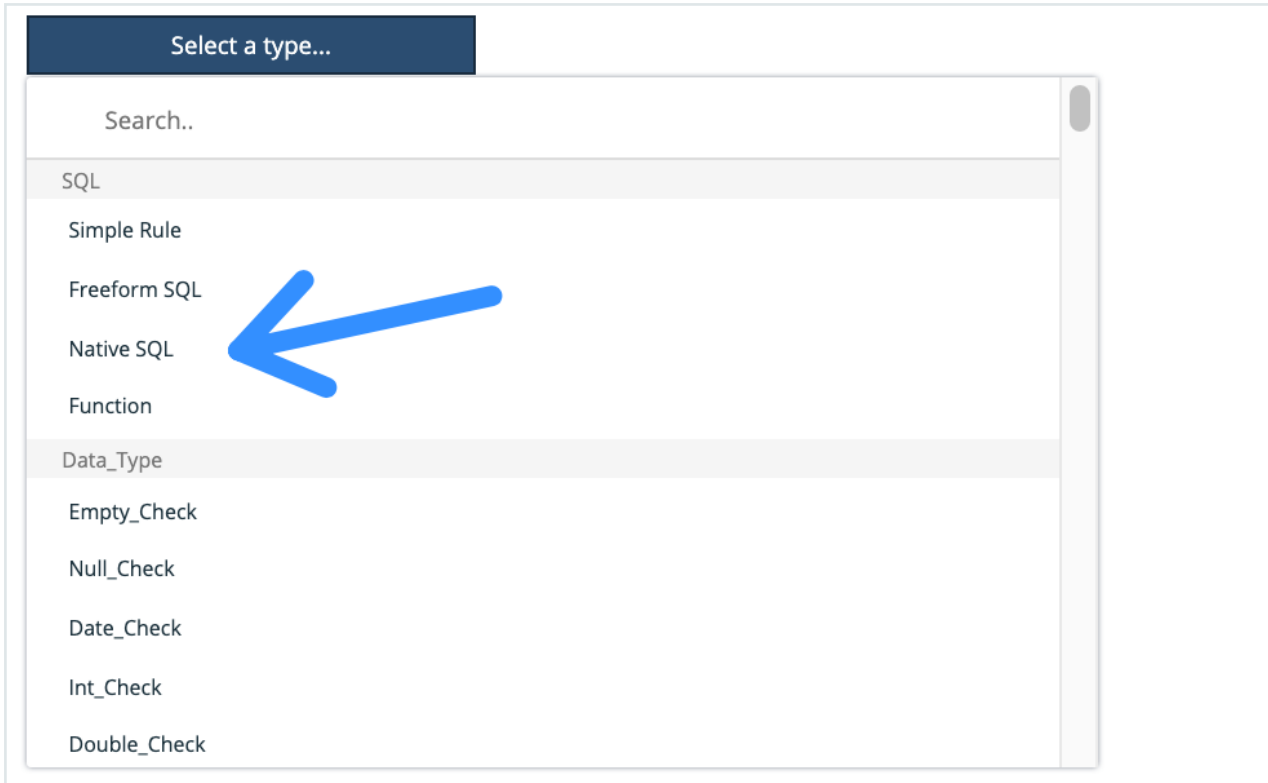 Select a type...
Search..
SQL
Simple Rule
Freeform SQL
Native SQL
Function
Data_Type
Empty_Check
Null_Check
Date_Check
Int_Check
Double_Check